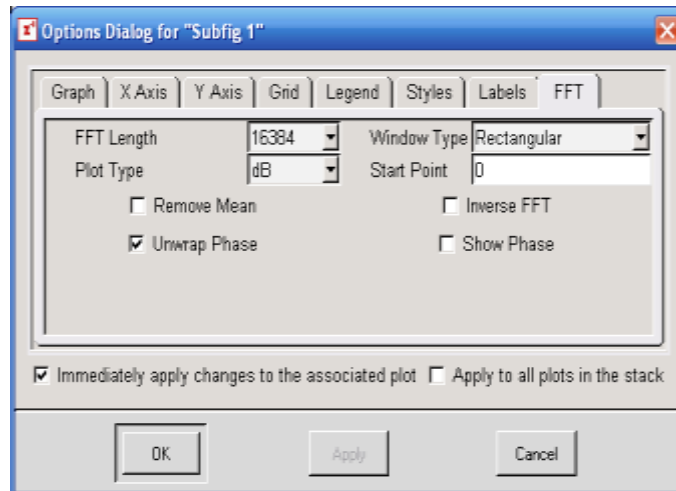 Options Dialog for "Subfig 1"
Graph X Axis Y Axis Grid Legend Styles Labels FFT
FFT Length 16384 Window Type Rectangular
Plot Type dB Start Point 0
Remove Mean Inverse FFT
Unwrap Phase Show Phase
Immediately apply changes to the associated plot Apply to all plots in the stack
OK Apply Cancel